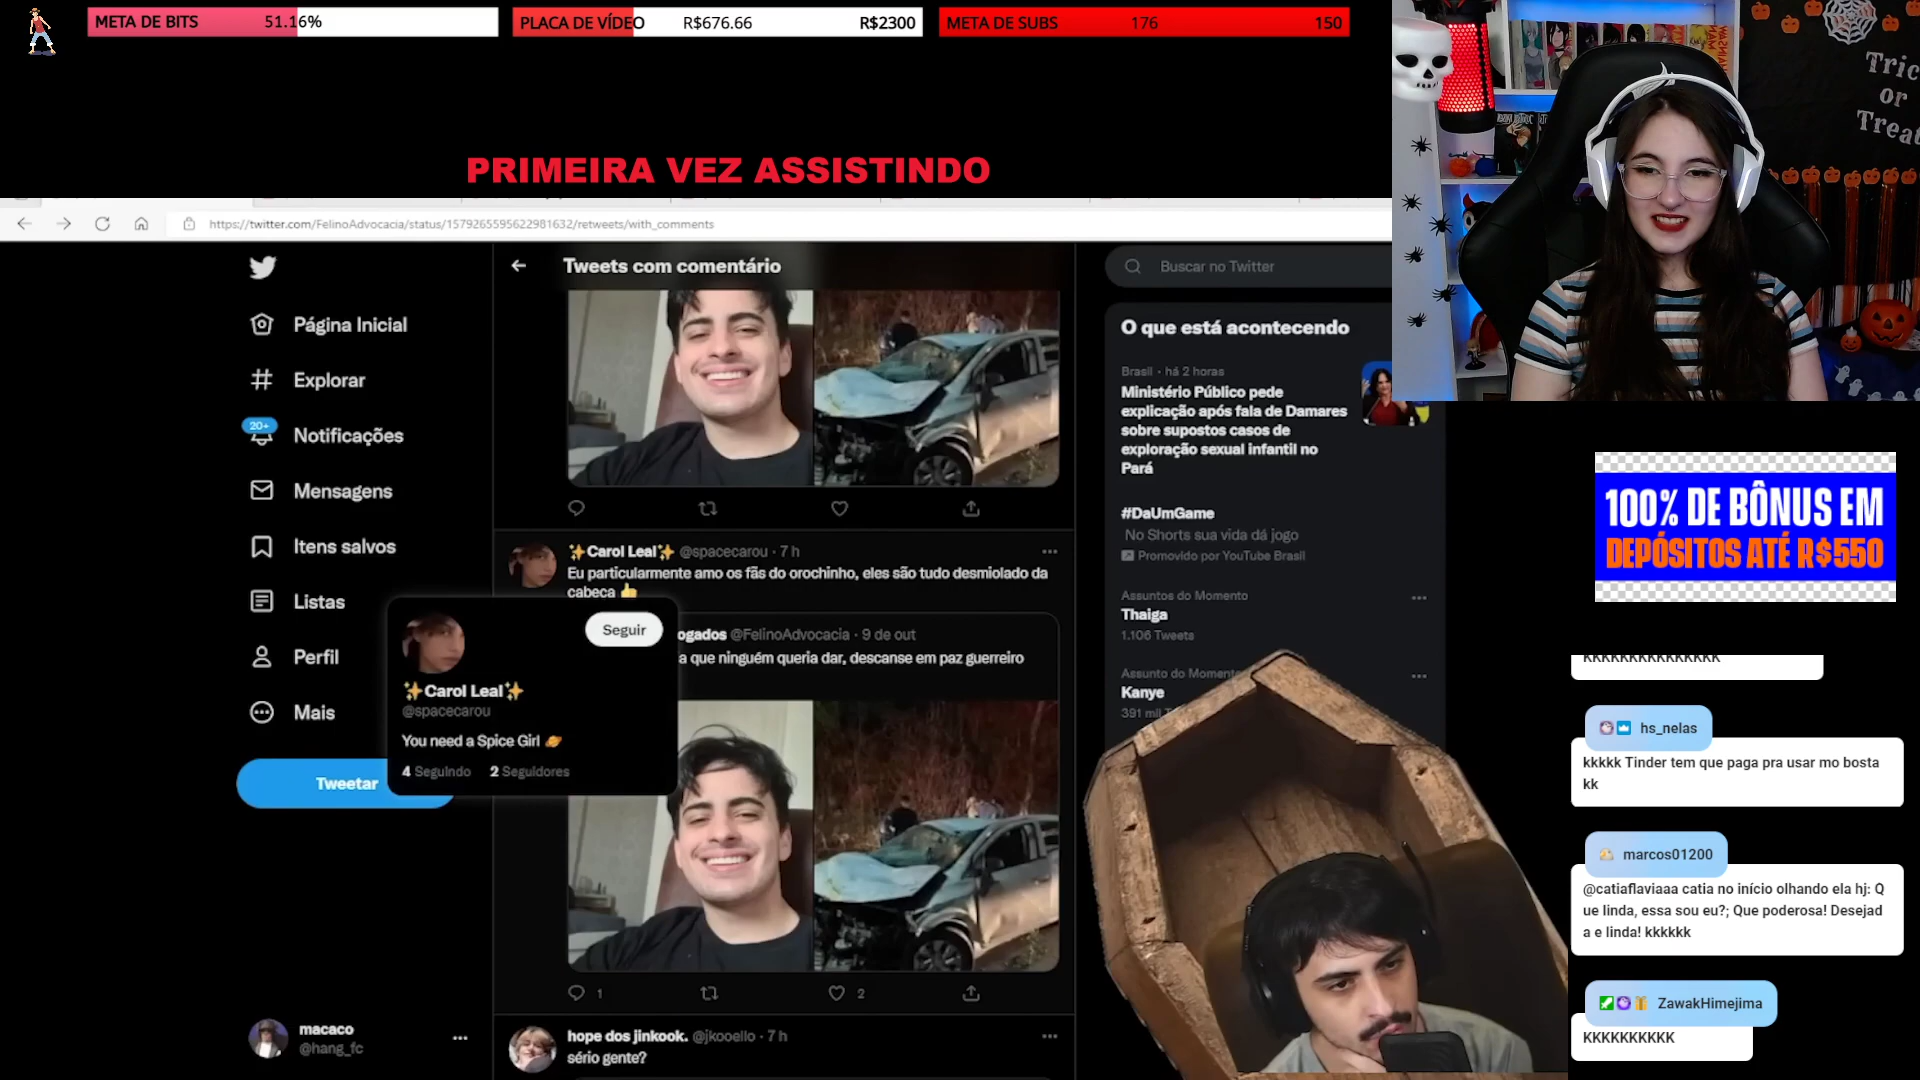 META DE BITS 51.16%
PLACA DE VÍDEO R$676.66 R$2300
META DE SUBS 176 150
PRIMEIRA VEZ ASSISTINDO
Tric
or
Treat
https://twitter.com/FelinoAdvocacia/status/1579265595622981632/retweets/with_comments
Página Inicial
Explorar
20+
Notificações
Mensagens
Itens salvos
Listas
Perfil
Mais
Tweetar
macaco
@hang_fc
Tweets com comentário
✨Carol Leal✨ @spacecarou · 7 h
Eu particularmente amo os fãs do orochinho, eles são tudo desmiolado da
cabeça 👍
ogados @FelinoAdvocacia · 9 de out
a que ninguém queria dar, descanse em paz guerreiro
Seguir
✨Carol Leal✨
@spacecarou
You need a Spice Girl 🪐
4 Seguindo 2 Seguidores
1 2
hope dos jinkook. @jkooello · 7 h
sério gente?
Buscar no Twitter
O que está acontecendo
Brasil · há 2 horas
Ministério Público pede
explicação após fala de Damares
sobre supostos casos de
exploração sexual infantil no
Pará
#DaUmGame
No Shorts sua vida dá jogo
Promovido por YouTube Brasil
Assuntos do Momento
Thaiga
1.106 Tweets
Assunto do Momento
Kanye
391 mil
100% DE BÔNUS EM
DEPÓSITOS ATÉ R$550
KKKKKKKKKKKKKKK
hs_nelas
kkkkk Tinder tem que paga pra usar mo bosta
kk
marcos01200
@catiaflaviaaa catia no início olhando ela hj: Q
ue linda, essa sou eu?; Que poderosa! Desejad
a e linda! kkkkkk
ZawakHimejima
KKKKKKKKKK